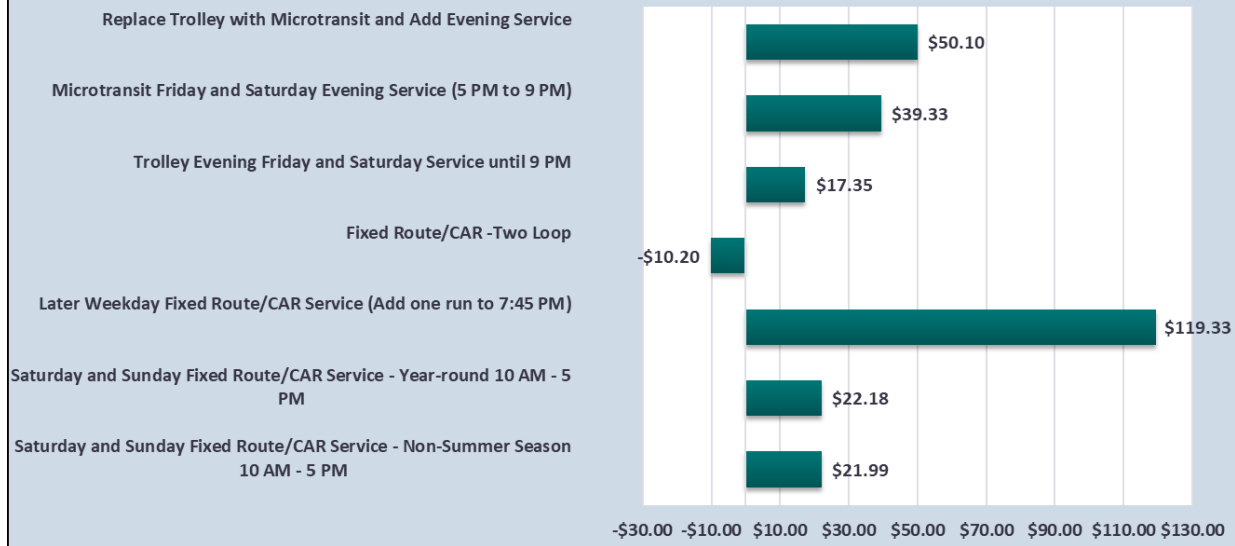 Replace Trolley with Microtransit and Add Evening Service
$50.10
Microtransit Friday and Saturday Evening Service (5 PM to 9 PM)
$39.33
Trolley Evening Friday and Saturday Service until 9 PM
$17.35
Fixed Route/CAR -Two Loop
-$10.20
Later Weekday Fixed Route/CAR Service (Add one run to 7:45 PM)
$119.33
Saturday and Sunday Fixed Route/CAR Service - Year-round 10 AM - 5
PM
$22.18
Saturday and Sunday Fixed Route/CAR Service - Non-Summer Season
10 AM - 5 PM
$21.99
-$30.00 -$10.00 $10.00 $30.00 $50.00 $70.00 $90.00 $110.00 $130.00